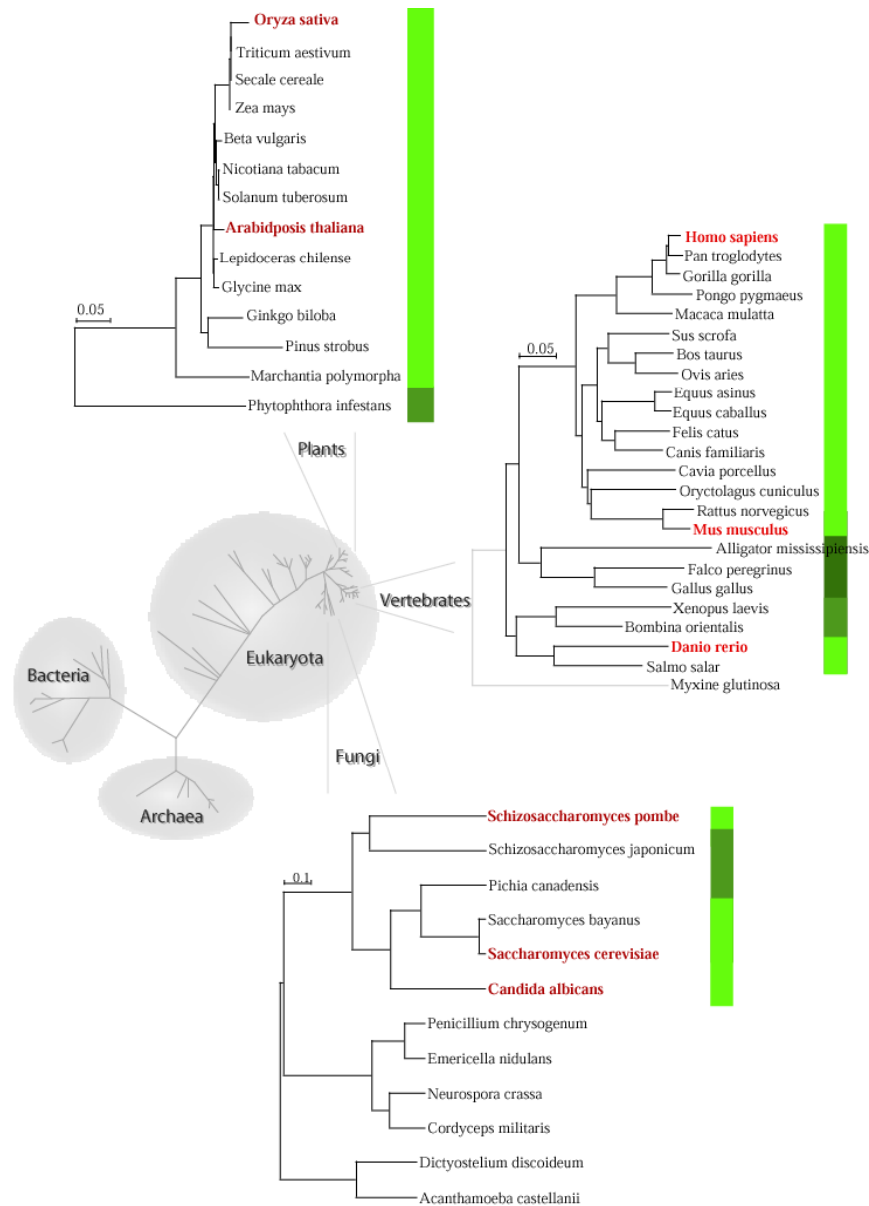 Oryza sativa
Triticum aestivum
Secale cereale
Zea mays
Beta vulgaris
Nicotiana tabacum
Solanum tuberosum
Arabidposis thaliana
Lepidoceras chilense
Glycine max
0.05
Ginkgo biloba
Pinus strobus
Marchantia polymorpha
Phytophthora infestans
Homo sapiens
Pan troglodytes
Gorilla gorilla
Pongo pygmaeus
Macaca mulatta
Sus scrofa
0.05
Bos taurus
Ovis aries
Equus asinus
Equus caballus
Felis catus
Canis familiaris
Cavia porcellus
Oryctolagus cuniculus
Rattus norvegicus
Mus musculus
Alligator mississipiensis
Falco peregrinus
Gallus gallus
Xenopus laevis
Bombina orientalis
Danio rerio
Salmo salar
Myxine glutinosa
Plants
Vertebrates
Eukaryota
Bacteria
Fungi
Archaea
Schizosaccharomyces pombe
Schizosaccharomyces japonicum
0.1
Pichia canadensis
Saccharomyces bayanus
Saccharomyces cerevisiae
Candida albicans
Penicillium chrysogenum
Emericella nidulans
Neurospora crassa
Cordyceps militaris
Dictyostelium discoideum
Acanthamoeba castellanii